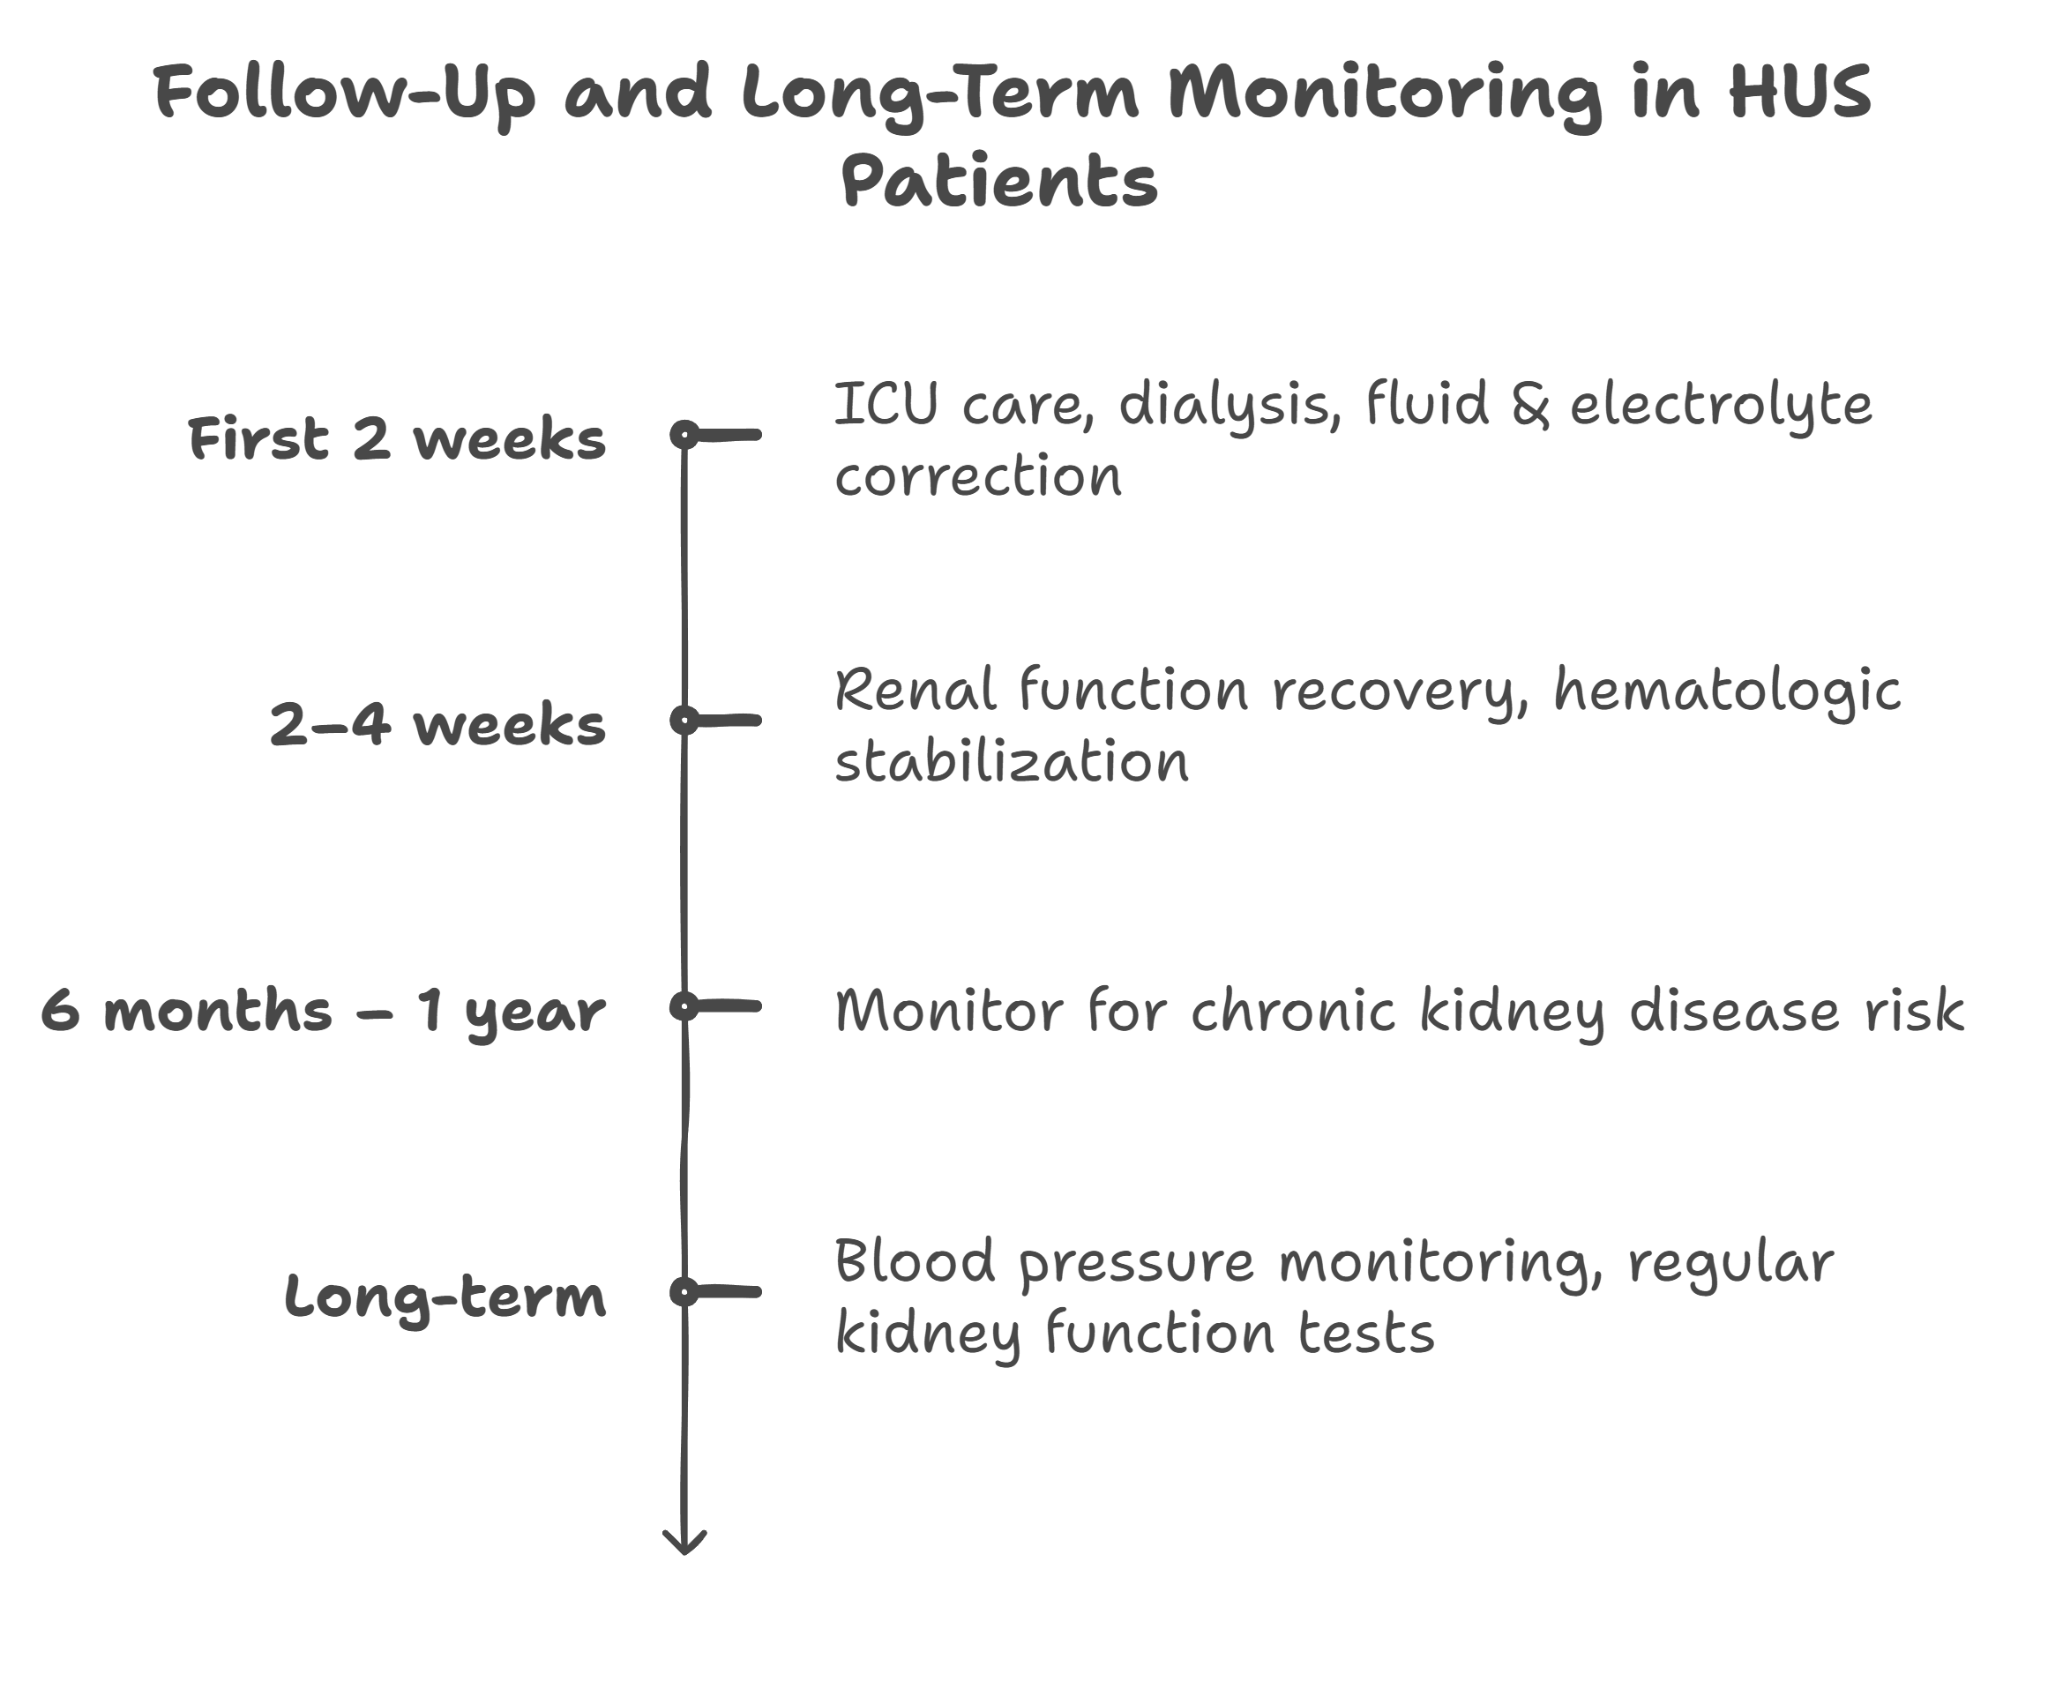 Follow-Up and Long-Term Monitoring in HUS
Patients
First 2 weeks
ICU care, dialysis, fluid & electrolyte
correction
2–4 weeks
Renal function recovery, hematologic
stabilization
6 months – 1 year
Monitor for chronic kidney disease risk
Long-term
Blood pressure monitoring, regular
kidney function tests